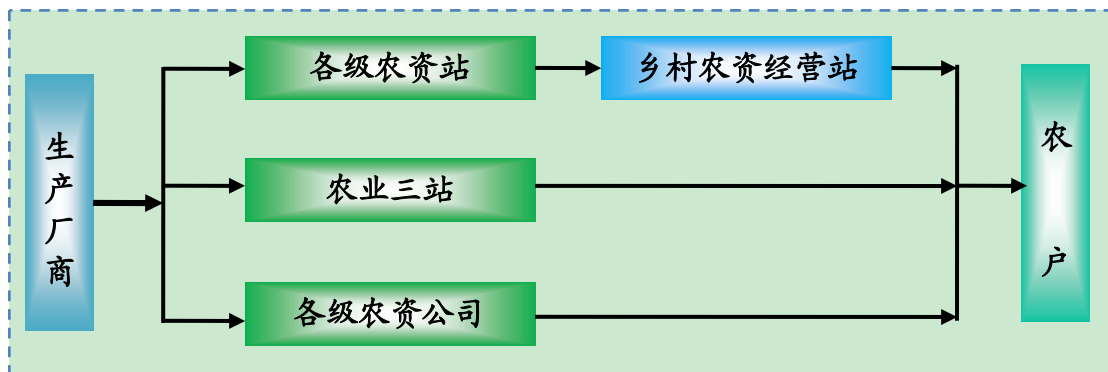 生产厂商
各级农资站
乡村农资经营站
农业三站
各级农资公司
农户